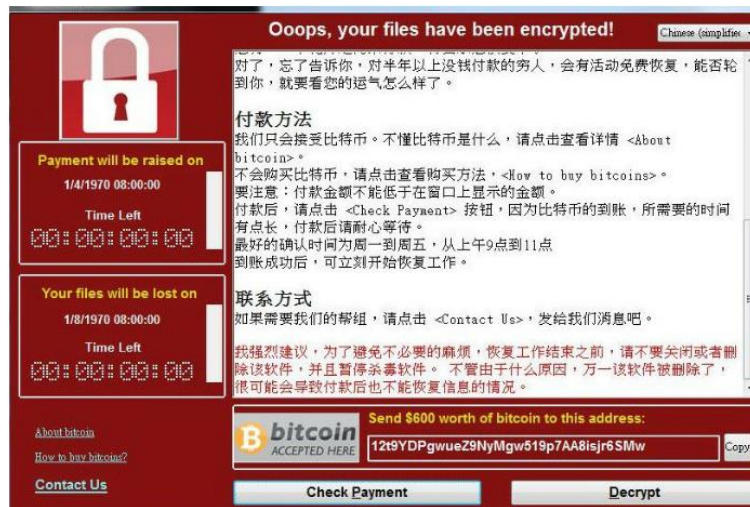 Ooops, your files have been encrypted!
Chinese (simplified
Payment will be raised on
1/4/1970 08:00:00
Time Left
00:00:00:00
Your files will be lost on
1/8/1970 08:00:00
Time Left
00:00:00:00
About bitcoin
How to buy bitcoins?
Contact Us
对了，忘了告诉你，对半年以上没钱付款的穷人，会有活动免费恢复，能否轮
到你，就要看您的运气怎么样了。
付款方法
我们只会接受比特币。不懂比特币是什么，请点击查看详情 <About
bitcoin>。
不会购买比特币，请点击查看购买方法，<How to buy bitcoins>。
要注意：付款金额不能低于在窗口上显示的金额。
付款后，请点击 <Check Payment> 按钮，因为比特币的到账，所需要的时间
有点长，付款后请耐心等待。
最好的确认时间为周一到周五，从上午9点到11点
到账成功后，可立刻开始恢复工作。
联系方式
如果需要我们的帮组，请点击 <Contact Us>，发给我们消息吧。
我强烈建议，为了避免不必要的麻烦，恢复工作结束之前，请不要关闭或者删
除该软件，并且暂停杀毒软件。 不管由于什么原因，万一该软件被删除了，
很可能会导致付款后也不能恢复信息的情况。
bitcoin
ACCEPTED HERE
Send $600 worth of bitcoin to this address:
12t9YDPgwueZ9NyMgw519p7AA8isjr6SMw
Copy
Check Payment
Decrypt